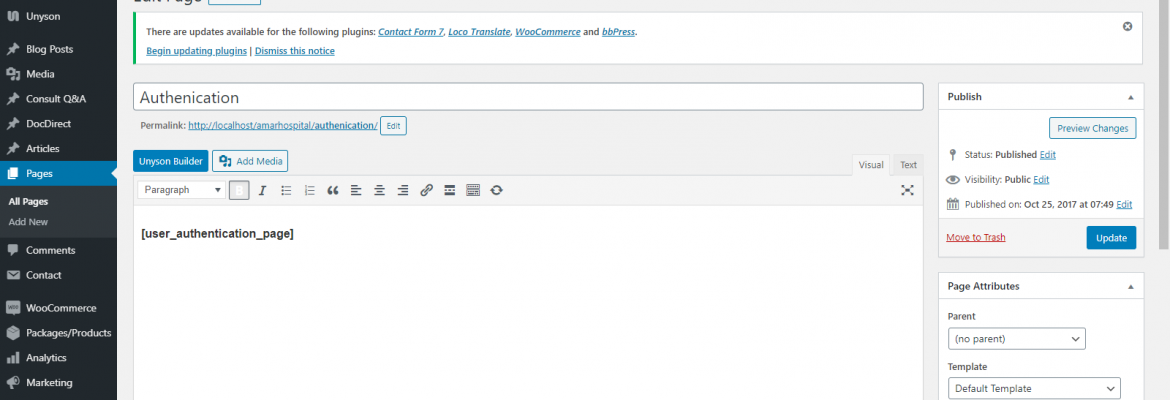 Edit Page
Unyson
There are updates available for the following plugins: Contact Form 7, Loco Translate, WooCommerce and bbPress.
Begin updating plugins | Dismiss this notice
Blog Posts
Media
Consult Q&A
DocDirect
Articles
Pages
All Pages
Add New
Comments
Contact
WooCommerce
Packages/Products
Analytics
Marketing
Authenication
Permalink: http://localhost/amarhospital/authenication/ Edit
Unyson Builder Add Media
Visual Text
Paragraph B I
[user_authentication_page]
Publish
Preview Changes
Status: Published Edit
Visibility: Public Edit
Published on: Oct 25, 2017 at 07:49 Edit
Move to Trash Update
Page Attributes
Parent
(no parent)
Template
Default Template